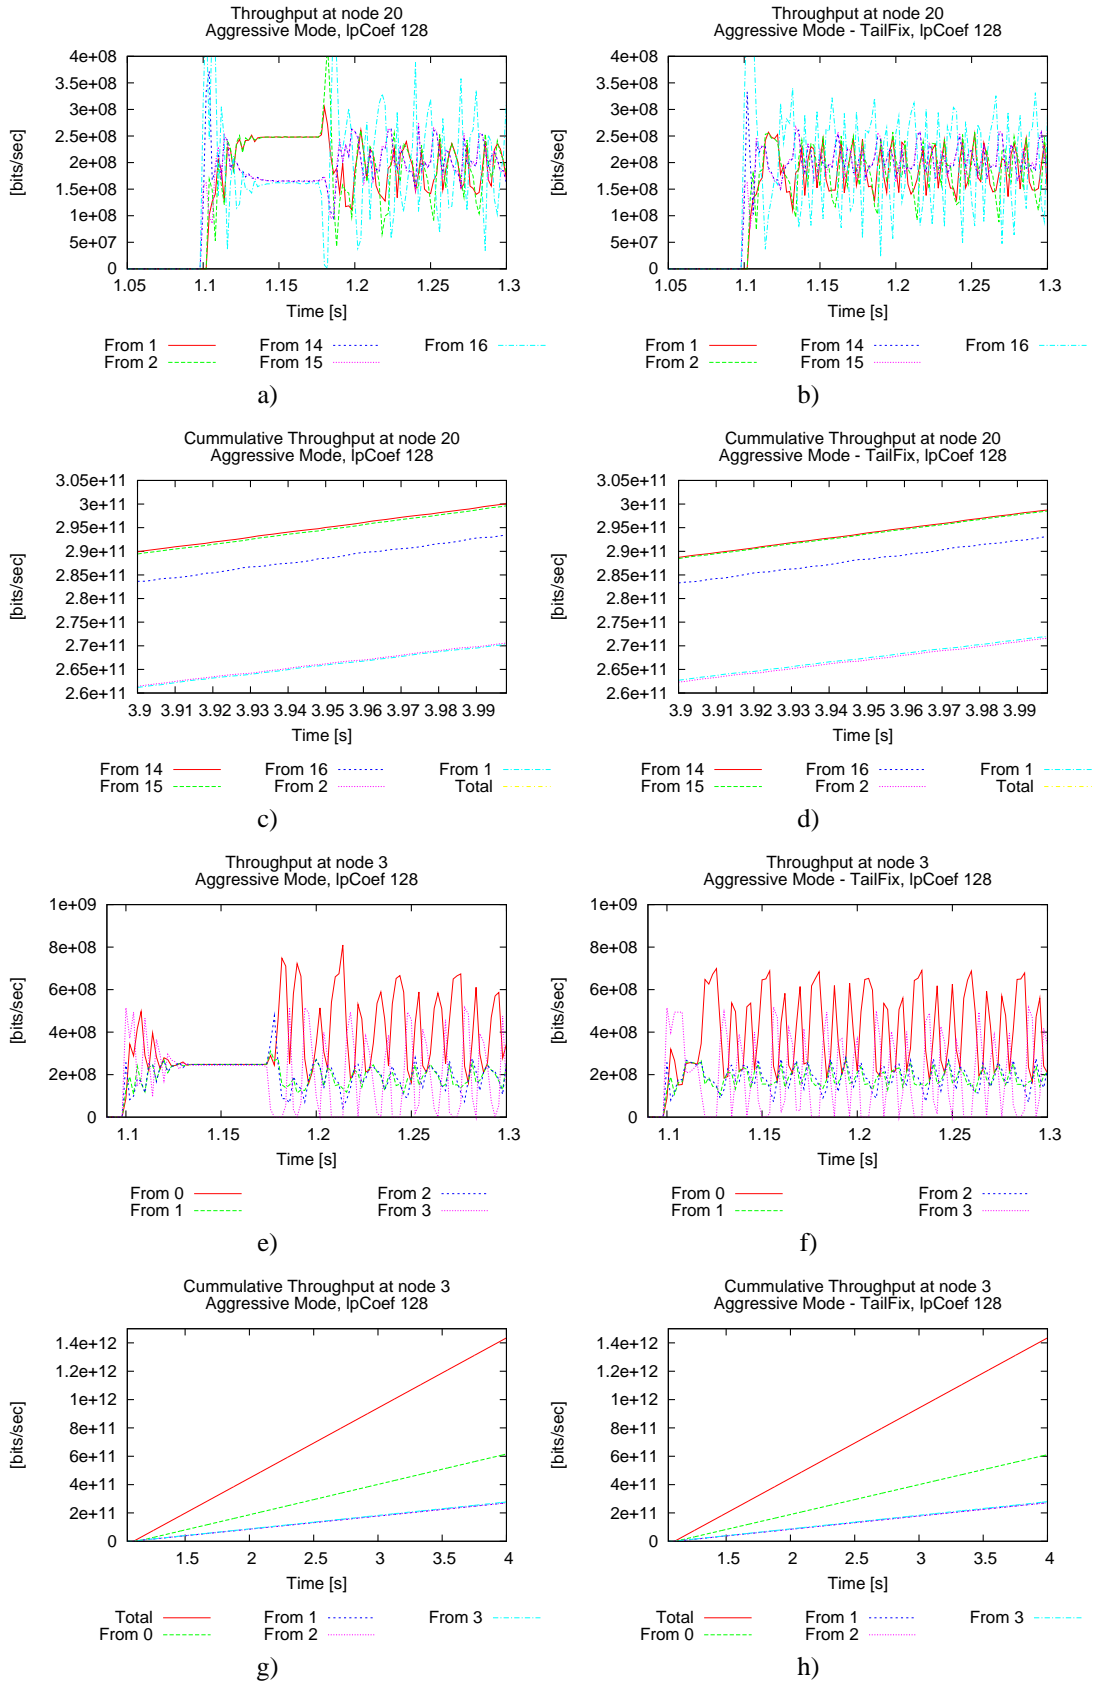 Throughput at node 20
Aggressive Mode, lpCoef 128
[bits/sec]
4e+08
3.5e+08
3e+08
2.5e+08
2e+08
1.5e+08
1e+08
5e+07
0
1.05 1.1 1.15 1.2 1.25 1.3
Time [s]
From 1 From 14 From 16
From 2 From 15
a)
Throughput at node 20
Aggressive Mode - TailFix, lpCoef 128
[bits/sec]
4e+08
3.5e+08
3e+08
2.5e+08
2e+08
1.5e+08
1e+08
5e+07
0
1.05 1.1 1.15 1.2 1.25 1.3
Time [s]
From 1 From 14 From 16
From 2 From 15
b)
Cummulative Throughput at node 20
Aggressive Mode, lpCoef 128
[bits/sec]
3.05e+11
3e+11
2.95e+11
2.9e+11
2.85e+11
2.8e+11
2.75e+11
2.7e+11
2.65e+11
2.6e+11
3.9 3.91 3.92 3.93 3.94 3.95 3.96 3.97 3.98 3.99
Time [s]
From 14 From 16 From 1
From 15 From 2 Total
c)
Cummulative Throughput at node 20
Aggressive Mode - TailFix, lpCoef 128
[bits/sec]
3.05e+11
3e+11
2.95e+11
2.9e+11
2.85e+11
2.8e+11
2.75e+11
2.7e+11
2.65e+11
2.6e+11
3.9 3.91 3.92 3.93 3.94 3.95 3.96 3.97 3.98 3.99
Time [s]
From 14 From 16 From 1
From 15 From 2 Total
d)
Throughput at node 3
Aggressive Mode, lpCoef 128
[bits/sec]
1e+09
8e+08
6e+08
4e+08
2e+08
0
1.1 1.15 1.2 1.25 1.3
Time [s]
From 0 From 2
From 1 From 3
e)
Throughput at node 3
Aggressive Mode - TailFix, lpCoef 128
[bits/sec]
1e+09
8e+08
6e+08
4e+08
2e+08
0
1.1 1.15 1.2 1.25 1.3
Time [s]
From 0 From 2
From 1 From 3
f)
Cummulative Throughput at node 3
Aggressive Mode, lpCoef 128
[bits/sec]
1.4e+12
1.2e+12
1e+12
8e+11
6e+11
4e+11
2e+11
0
1.5 2 2.5 3 3.5 4
Time [s]
Total From 1 From 3
From 0 From 2
g)
Cummulative Throughput at node 3
Aggressive Mode - TailFix, lpCoef 128
[bits/sec]
1.4e+12
1.2e+12
1e+12
8e+11
6e+11
4e+11
2e+11
0
1.5 2 2.5 3 3.5 4
Time [s]
Total From 1 From 3
From 0 From 2
h)